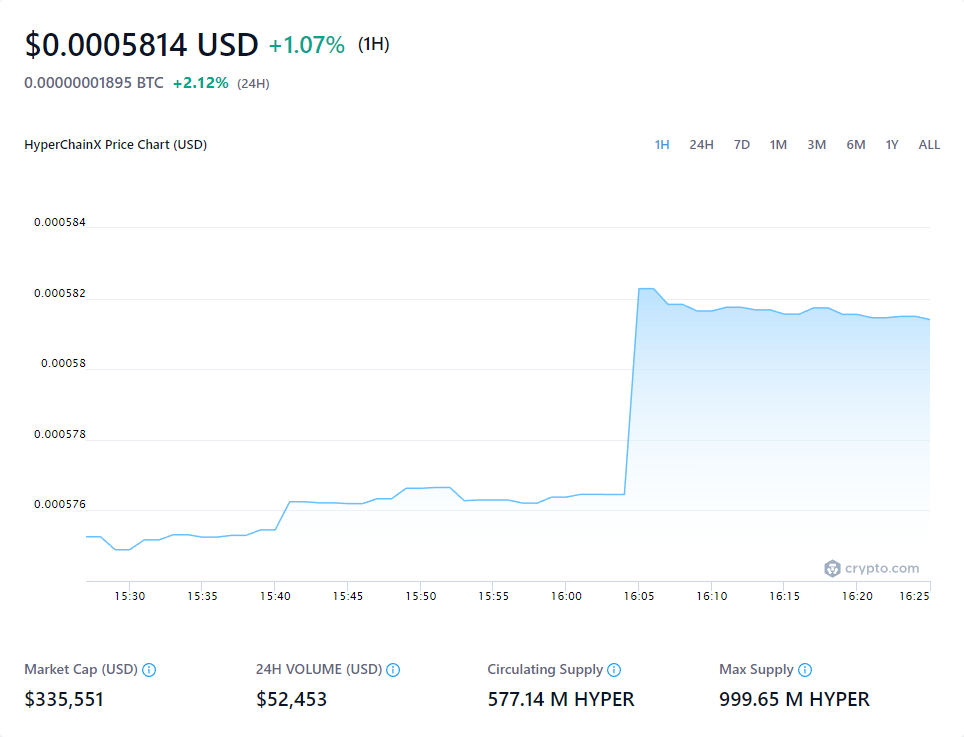 $0.0005814 USD +1.07% (1H)
0.00000001895 BTC +2.12% (24H)
HyperChainX Price Chart (USD)
1H 24H 7D 1M 3M 6M 1Y ALL
0.000584
0.000582
0.00058
0.000578
0.000576
crypto.com
15:30 15:35 15:40 15:45 15:50 15:55 16:00 16:05 16:10 16:15 16:20 16:25
Market Cap (USD) 24H VOLUME (USD) Circulating Supply Max Supply
$335,551 $52,453 577.14 M HYPER 999.65 M HYPER